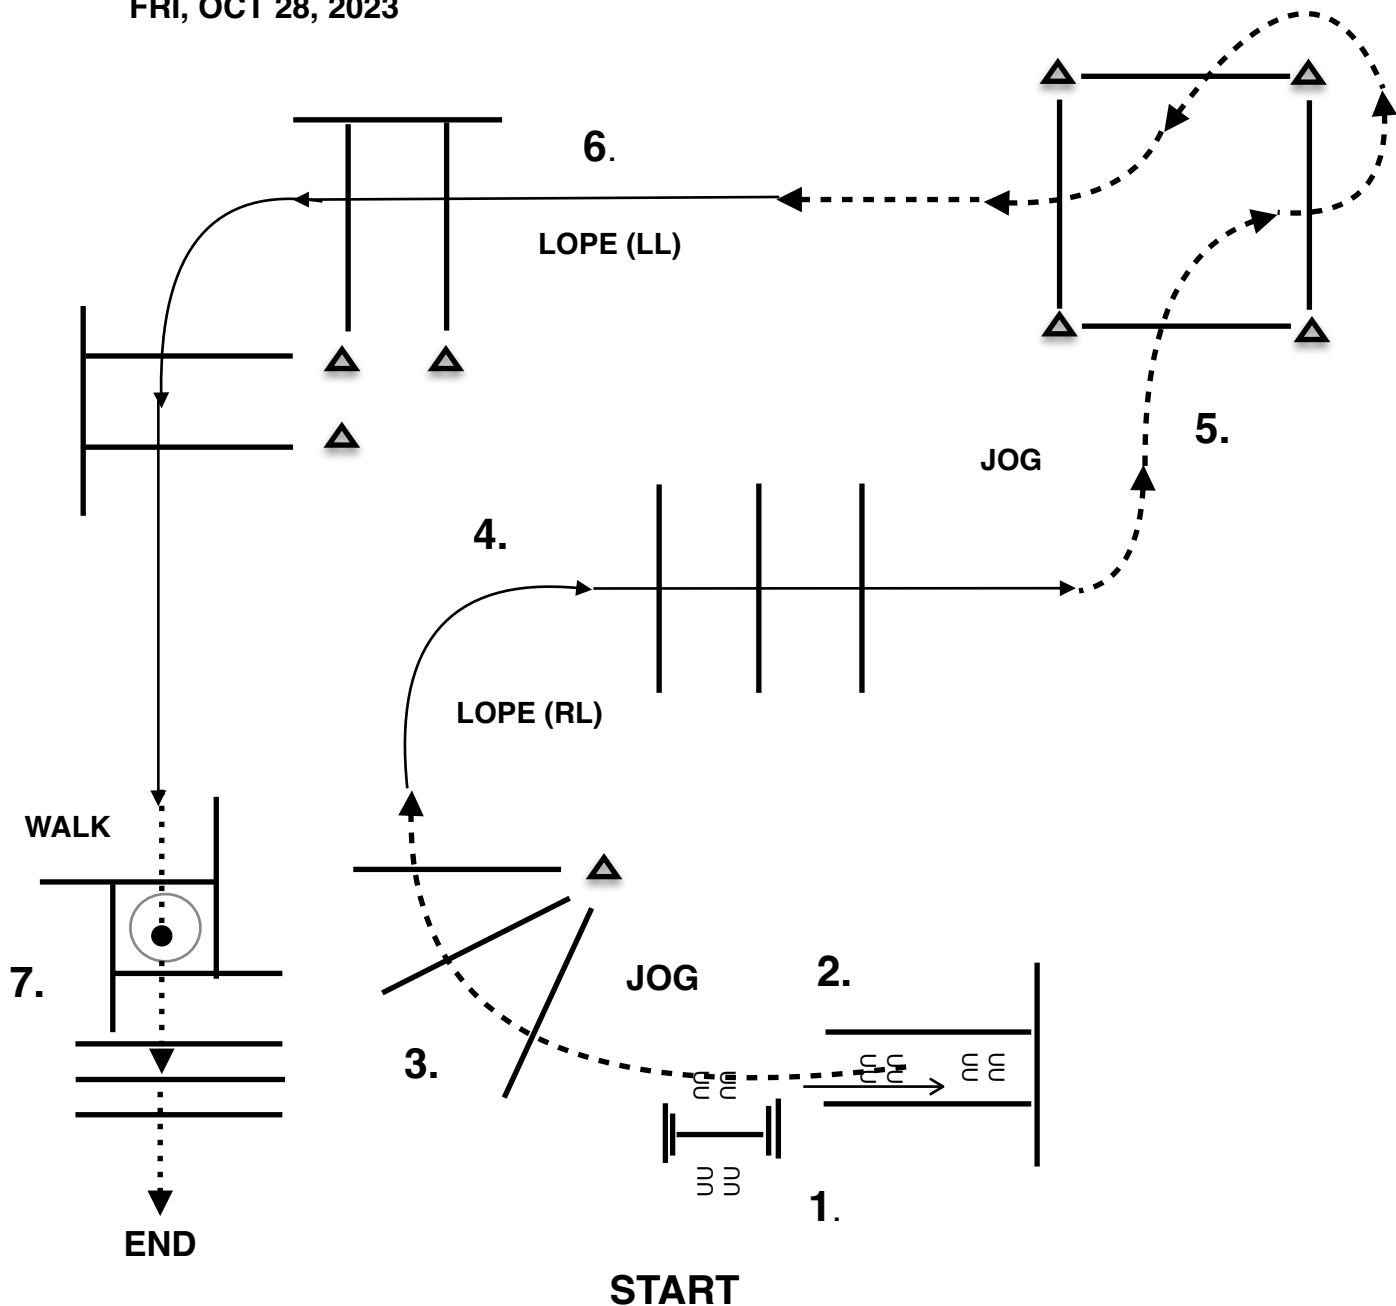 FRI, OCT 28, 2023
6.
LOPE (LL)
5.
JOG
4.
LOPE (RL)
WALK
7.
JOG
2.
3.
1.
END
START